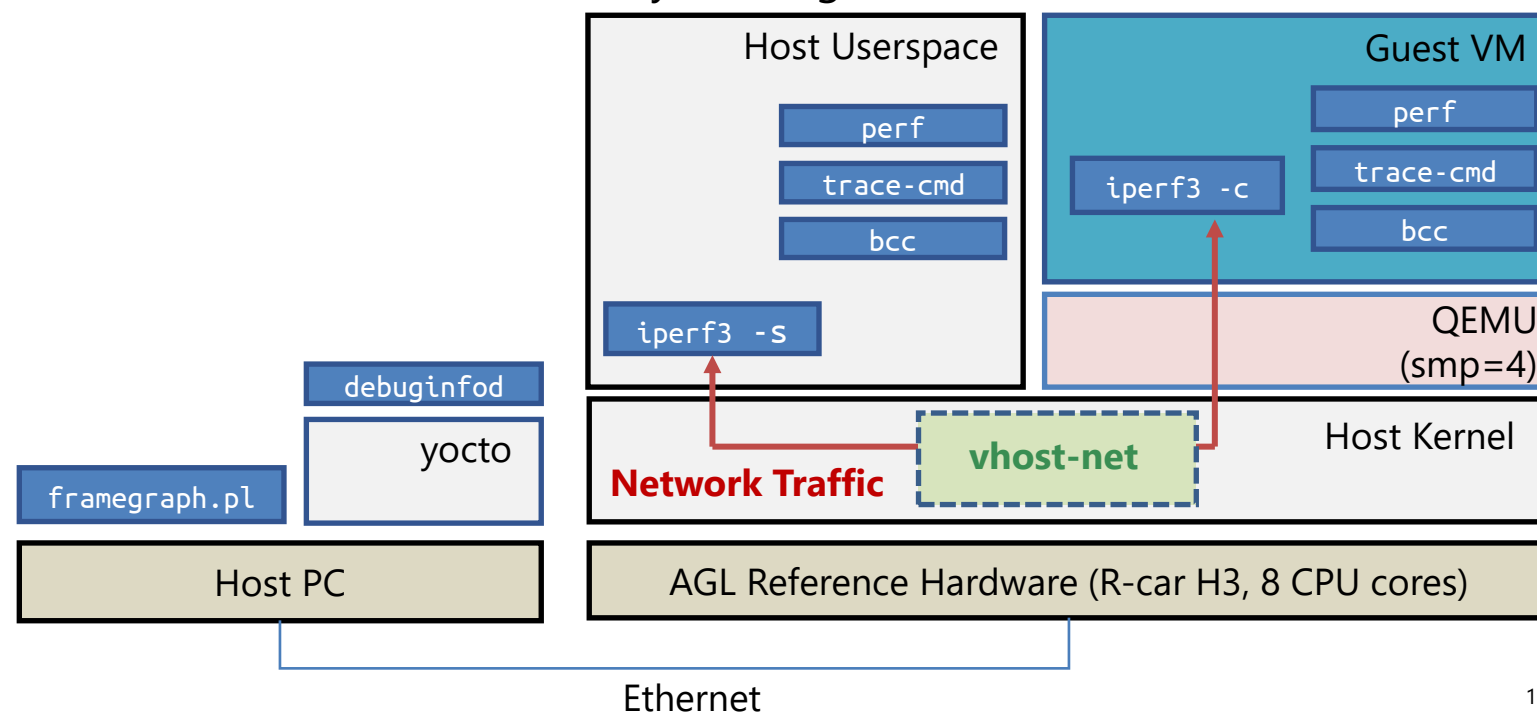 Host Userspace
perf
trace-cmd
bcc
iperf3 -s
Guest VM
perf
trace-cmd
bcc
iperf3 -c
QEMU
(smp=4)
debuginfod
yocto
framegraph.pl
Network Traffic
vhost-net
Host Kernel
Host PC
AGL Reference Hardware (R-car H3, 8 CPU cores)
Ethernet
1